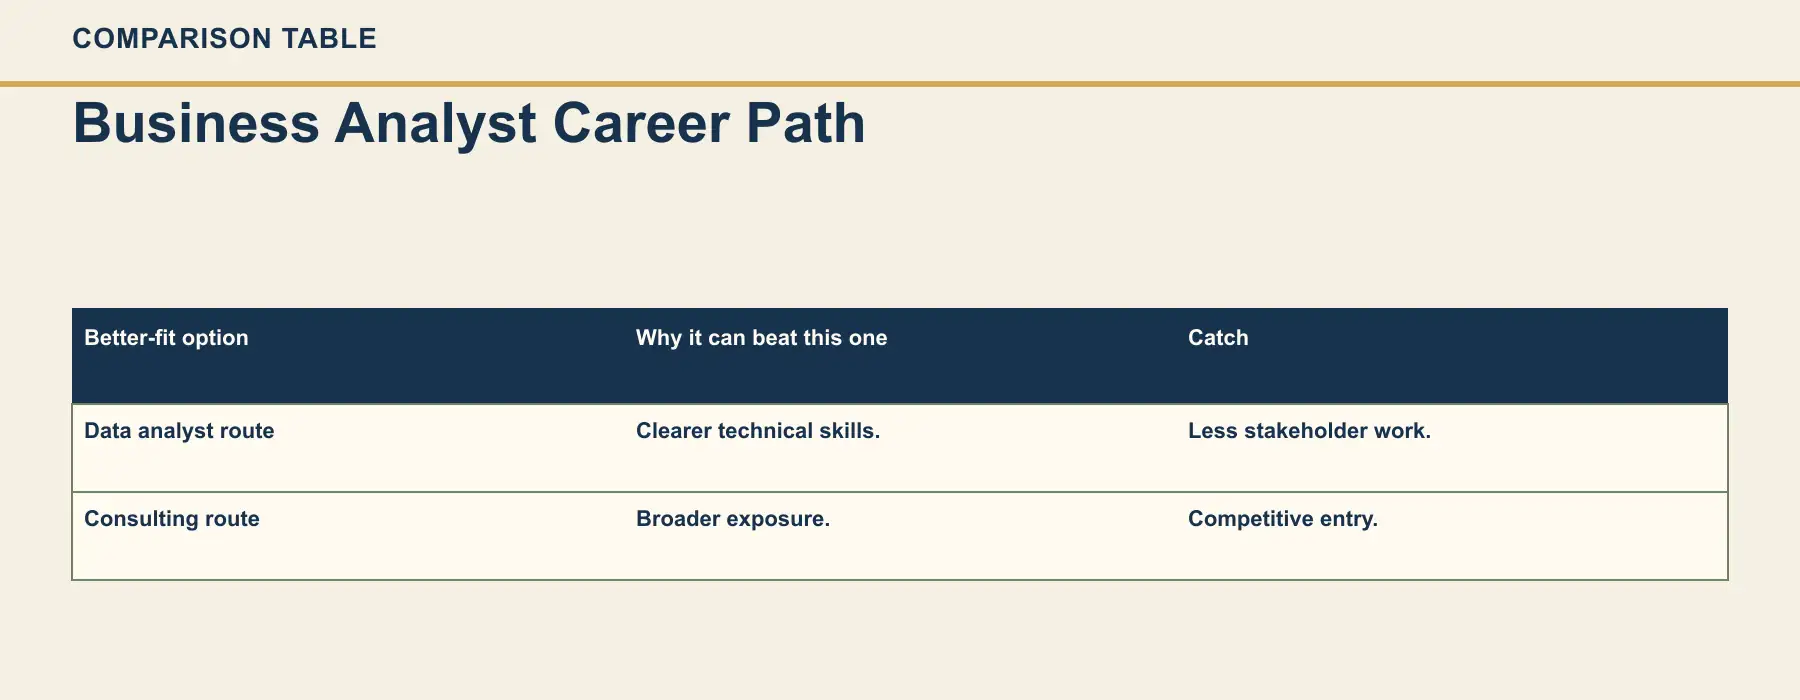 COMPARISON TABLE
Business Analyst Career Path
Better-fit option Why it can beat this one Catch
Data analyst route Clearer technical skills. Less stakeholder work.
Consulting route Broader exposure. Competitive entry.